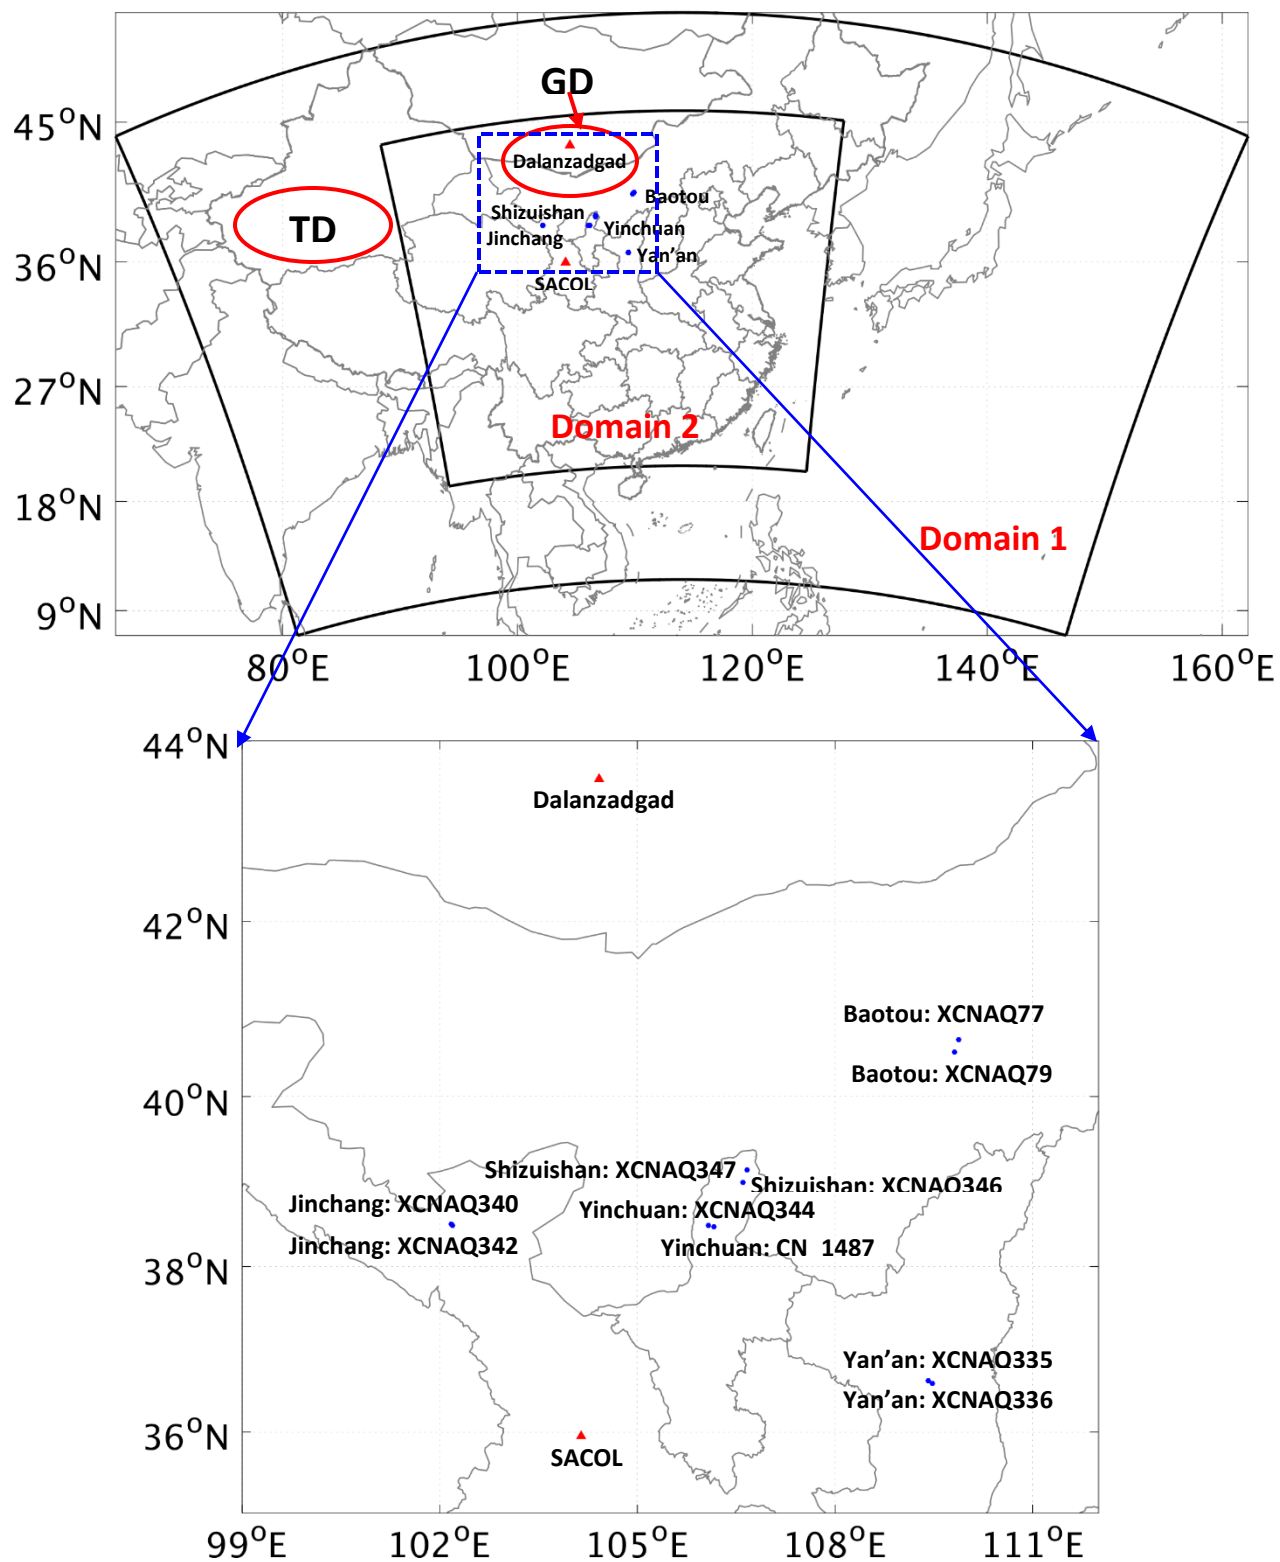 GD
45°N
Dalanzadgad
Baotou
Shizuishan
TD
Yinchuan
Jinchang
Yan'an
36°N
SACOL
27°N
Domain 2
18°N
Domain 1
9°N
80°E 100°E 120°E 140°E 160°E
44°N
Dalanzadgad
42°N
Baotou: XCNAQ77
Baotou: XCNAQ79
40°N
Shizuishan: XCNAQ347
Shizuishan: XCNAQ346
Jinchang: XCNAQ340
Yinchuan: XCNAQ344
Jinchang: XCNAQ342
Yinchuan: CN 1487
38°N
Yan'an: XCNAQ335
Yan'an: XCNAQ336
36°N
SACOL
99°E 102°E 105°E 108°E 111°E